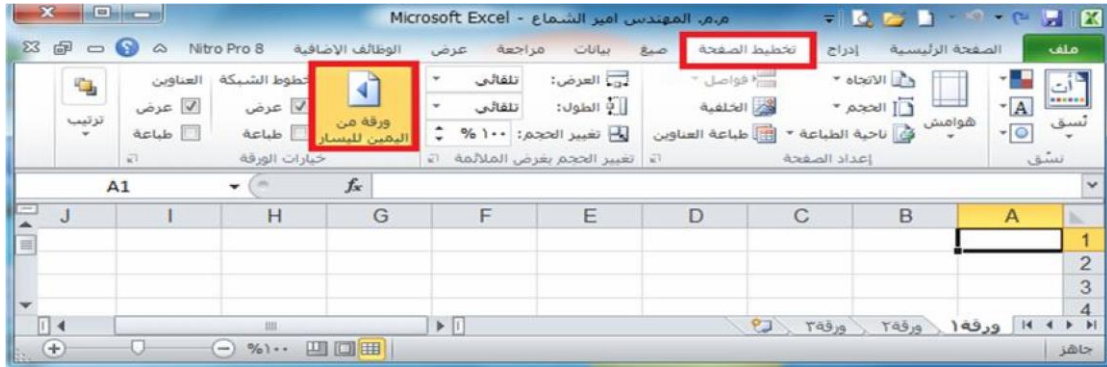 م.م. المهندس امير الشماع - Microsoft Excel
ملف الصفحة الرئيسية إدراج تخطيط الصفحة صيغ بيانات مراجعة عرض الوظائف الإضافية Nitro Pro 8
الاتجاه فواصل العرض: تلقائي خطوط الشبكة العناوين
أأ
A الحجم الخلفية الطول: تلقائي عرض عرض
نسق هوامش ناحية الطباعة طباعة العناوين تغيير الحجم: ١٠٠ % ورقة من اليمين لليسار طباعة طباعة ترتيب
نسق إعداد الصفحة تغيير الحجم بغرض الملائمة خيارات الورقة
A1 fx
A B C D E F G H I J
1
2
3
4
ورقة١ ورقة٢ ورقة٣
جاهز ١٠٠%